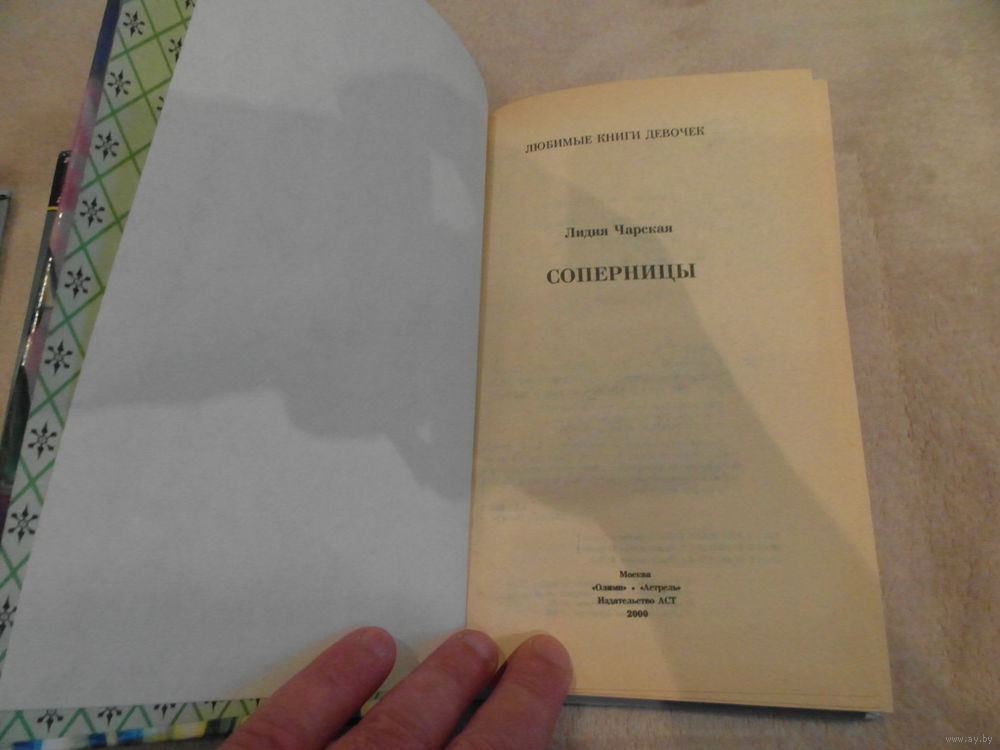 ЛЮБИМЫЕ КНИГИ ДЕВОЧЕК
Лидия Чарская
СОПЕРНИЦЫ
Москва
«Олимп» • «Астрель»
Издательство АСТ
2000
www.ay.by